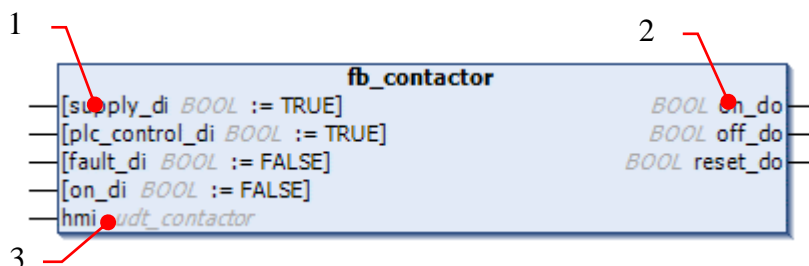 1
2
fb_contactor
[supply_di BOOL := TRUE] BOOL on_do
[plc_control_di BOOL := TRUE] BOOL off_do
[fault_di BOOL := FALSE] BOOL reset_do
[on_di BOOL := FALSE]
hmi udt_contactor
3